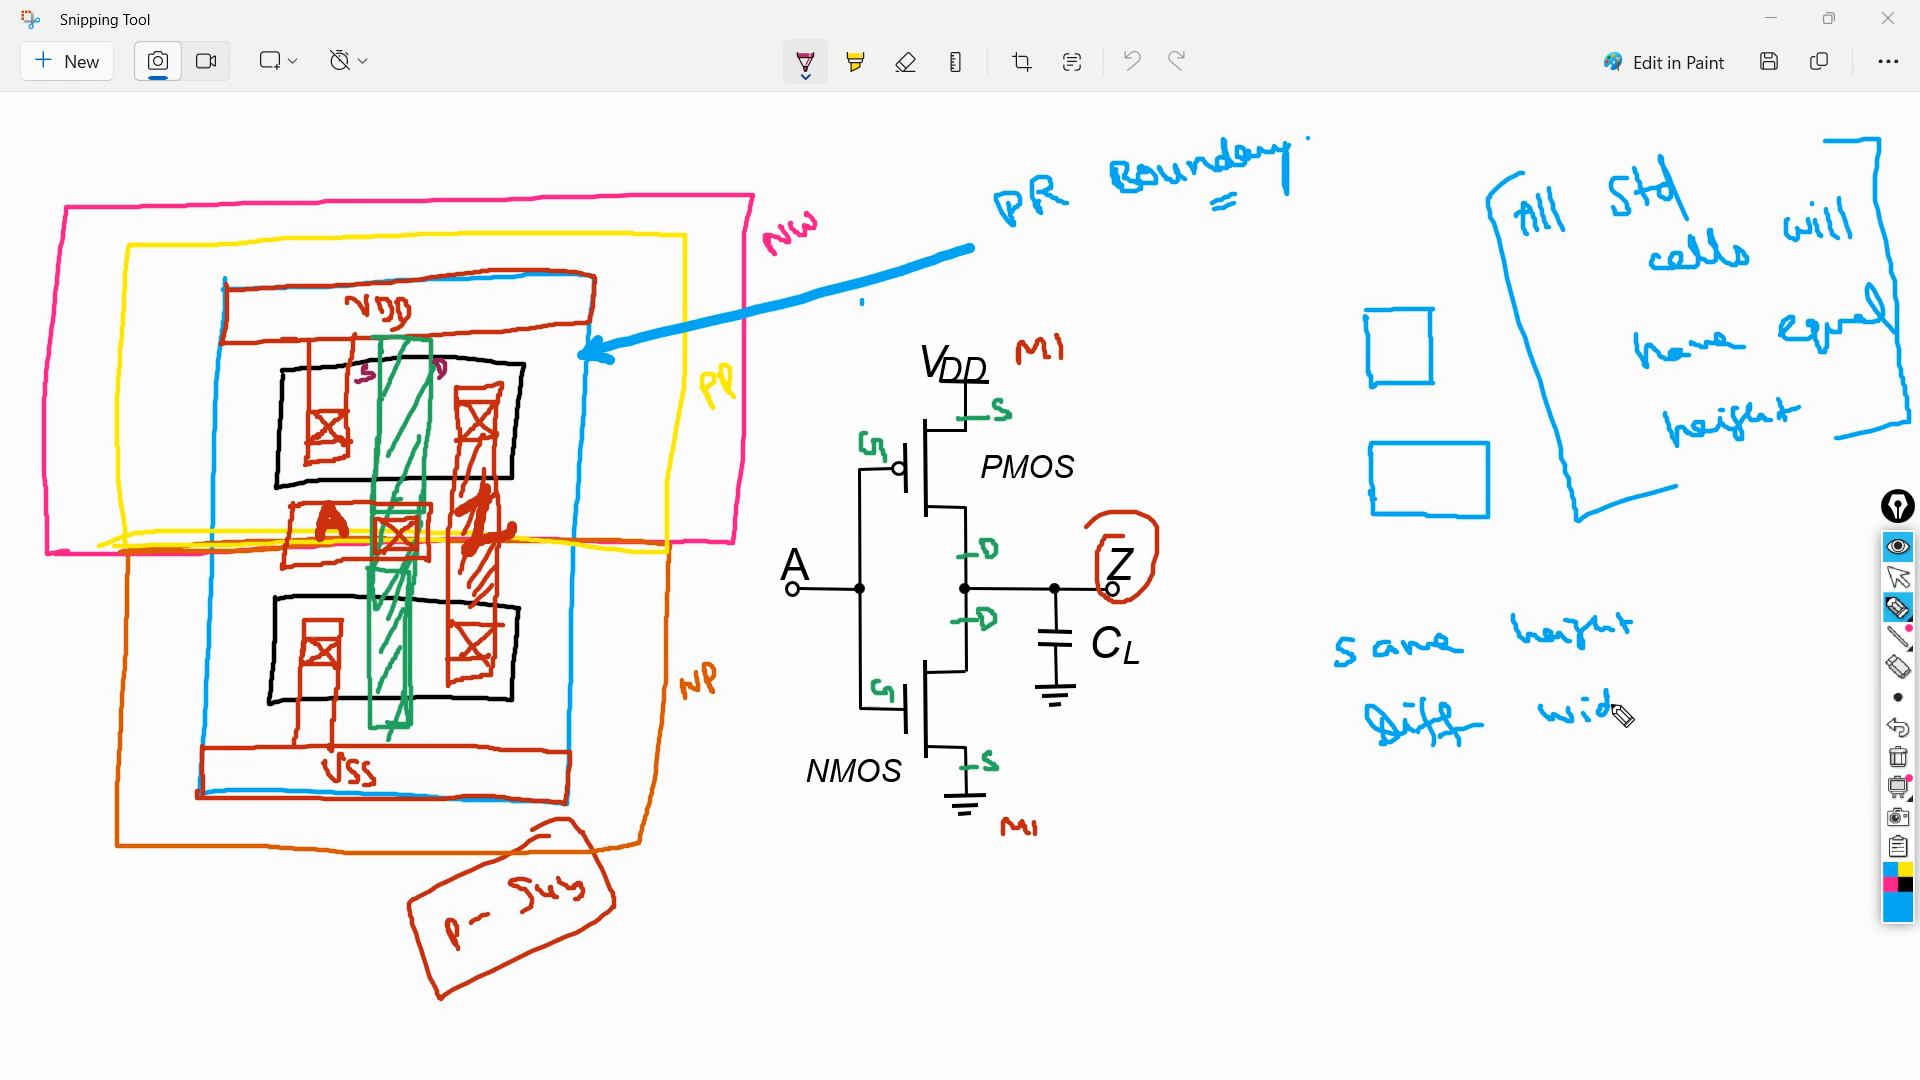 Snipping Tool
New
Edit in Paint
PR Boundary
NW
VDD
S D
PP
A
Z
VSS
NP
P-Sub
VDD M1
S
G
PMOS
D
A
Z
D
CL
G
NMOS
S
M1
All Std
cells will
have equal
height
same height
Diff wid